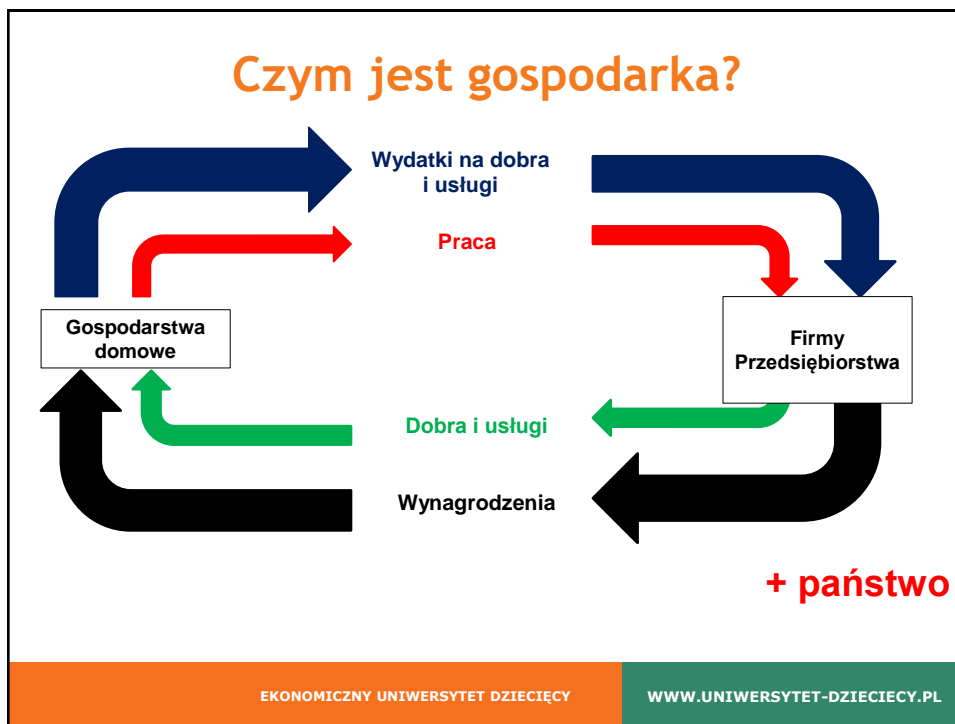 Czym jest gospodarka?
Wydatki na dobra
i usługi
Praca
Gospodarstwa
domowe
Firmy
Przedsiębiorstwa
Dobra i usługi
Wynagrodzenia
+ państwo
EKONOMICZNY UNIWERSYTET DZIECIĘCY
WWW.UNIWERSYTET-DZIECIECY.PL